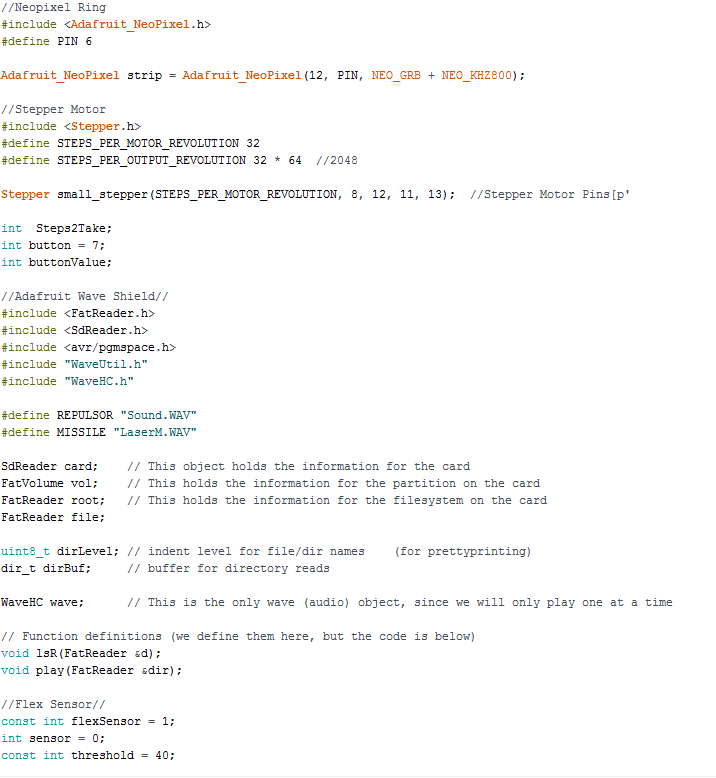 //Neopixel Ring
#include <Adafruit_NeoPixel.h>
#define PIN 6
Adafruit_NeoPixel strip = Adafruit_NeoPixel(12, PIN, NEO_GRB + NEO_KHZ800);
//Stepper Motor
#include <Stepper.h>
#define STEPS_PER_MOTOR_REVOLUTION 32
#define STEPS_PER_OUTPUT_REVOLUTION 32 * 64  //2048
Stepper small_stepper(STEPS_PER_MOTOR_REVOLUTION, 8, 12, 11, 13);  //Stepper Motor Pins[p'
int  Steps2Take;
int button = 7;
int buttonValue;
//Adafruit Wave Shield//
#include <FatReader.h>
#include <SdReader.h>
#include <avr/pgmspace.h>
#include "WaveUtil.h"
#include "WaveHC.h"
#define REPULSOR "Sound.WAV"
#define MISSILE "LaserM.WAV"
SdReader card;    // This object holds the information for the card
FatVolume vol;    // This holds the information for the partition on the card
FatReader root;   // This holds the information for the filesystem on the card
FatReader file;
uint8_t dirLevel; // indent level for file/dir names    (for prettyprinting)
dir_t dirBuf;     // buffer for directory reads
WaveHC wave;      // This is the only wave (audio) object, since we will only play one at a time
// Function definitions (we define them here, but the code is below)
void lsR(FatReader &d);
void play(FatReader &dir);
//Flex Sensor//
const int flexSensor = 1;
int sensor = 0;
const int threshold = 40;